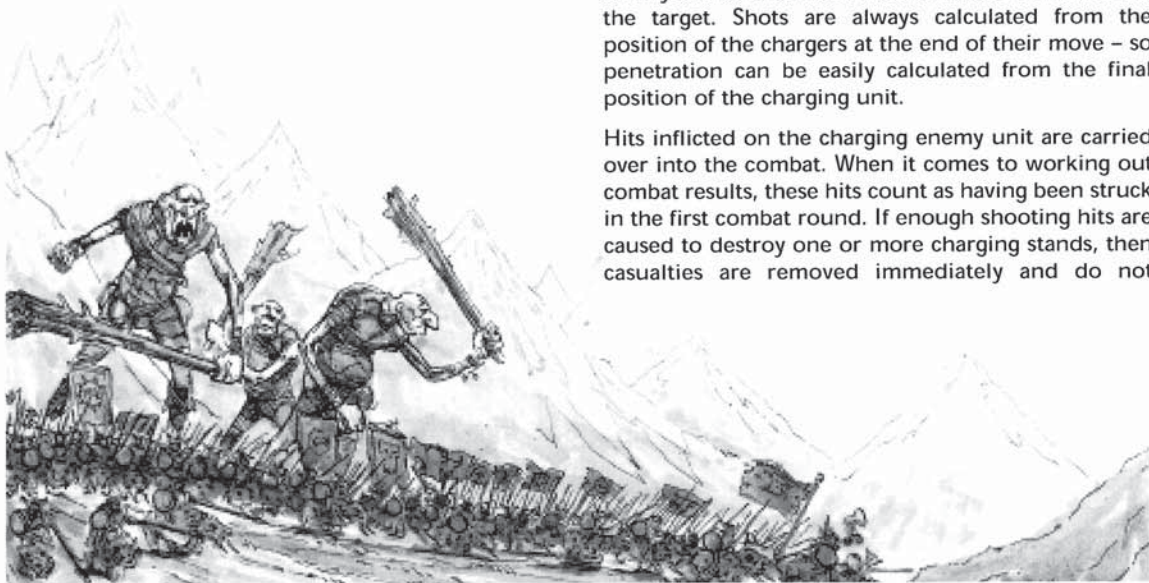 the target. Shots are always calculated from the
position of the chargers at the end of their move – so
penetration can be easily calculated from the final
position of the charging unit.
Hits inflicted on the charging enemy unit are carried
over into the combat. When it comes to working out
combat results, these hits count as having been struck
in the first combat round. If enough shooting hits are
caused to destroy one or more charging stands, then
casualties are removed immediately and do not